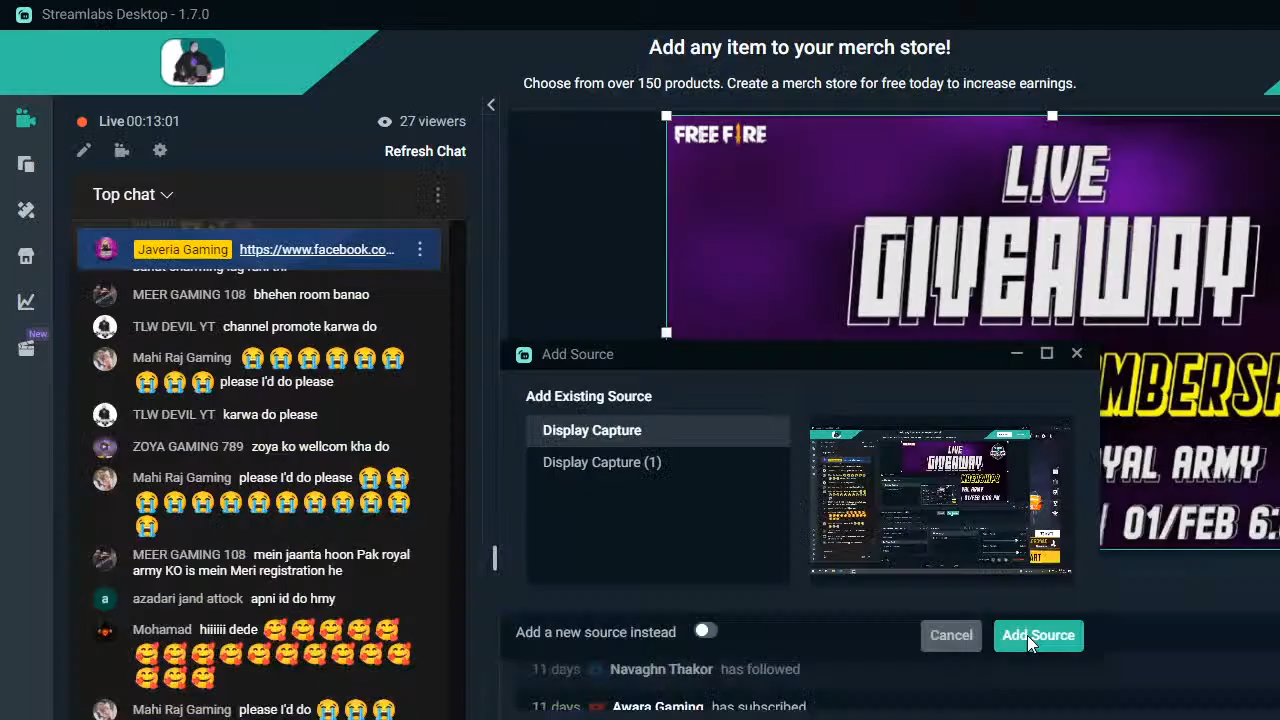 Streamlabs Desktop - 1.7.0
Add any item to your merch store!
Choose from over 150 products. Create a merch store for free today to increase earnings.
Live 00:13:01
27 viewers
Refresh Chat
Top chat
Javeria Gaming https://www.facebook.co...
MEER GAMING 108 bhehen room banao
TLW DEVIL YT channel promote karwa do
Mahi Raj Gaming 😭😭😭😭😭😭
😭😭😭 please I'd do please
TLW DEVIL YT karwa do please
ZOYA GAMING 789 zoya ko wellcom kha do
Mahi Raj Gaming please I'd do please 😭😭
😭😭😭😭😭😭😭😭😭😭
😭
MEER GAMING 108 mein jaanta hoon Pak royal
army KO is mein Meri registration he
a azadari jand attock apni id do hmy
Mohamad hiiiiii dede 🥰🥰🥰🥰🥰
🥰🥰🥰🥰🥰🥰🥰🥰🥰🥰
🥰🥰🥰
Mahi Raj Gaming please I'd do 😭😭😭
New
FREE FIRE
LIVE
GIVEAWAY
MBERSH
YAL ARMY
01/FEB 6:
Add Source
Add Existing Source
Display Capture
Display Capture (1)
Add a new source instead
Cancel
Add Source
11 days Navaghn Thakor has followed
11 days Awara Gaming has subscribed